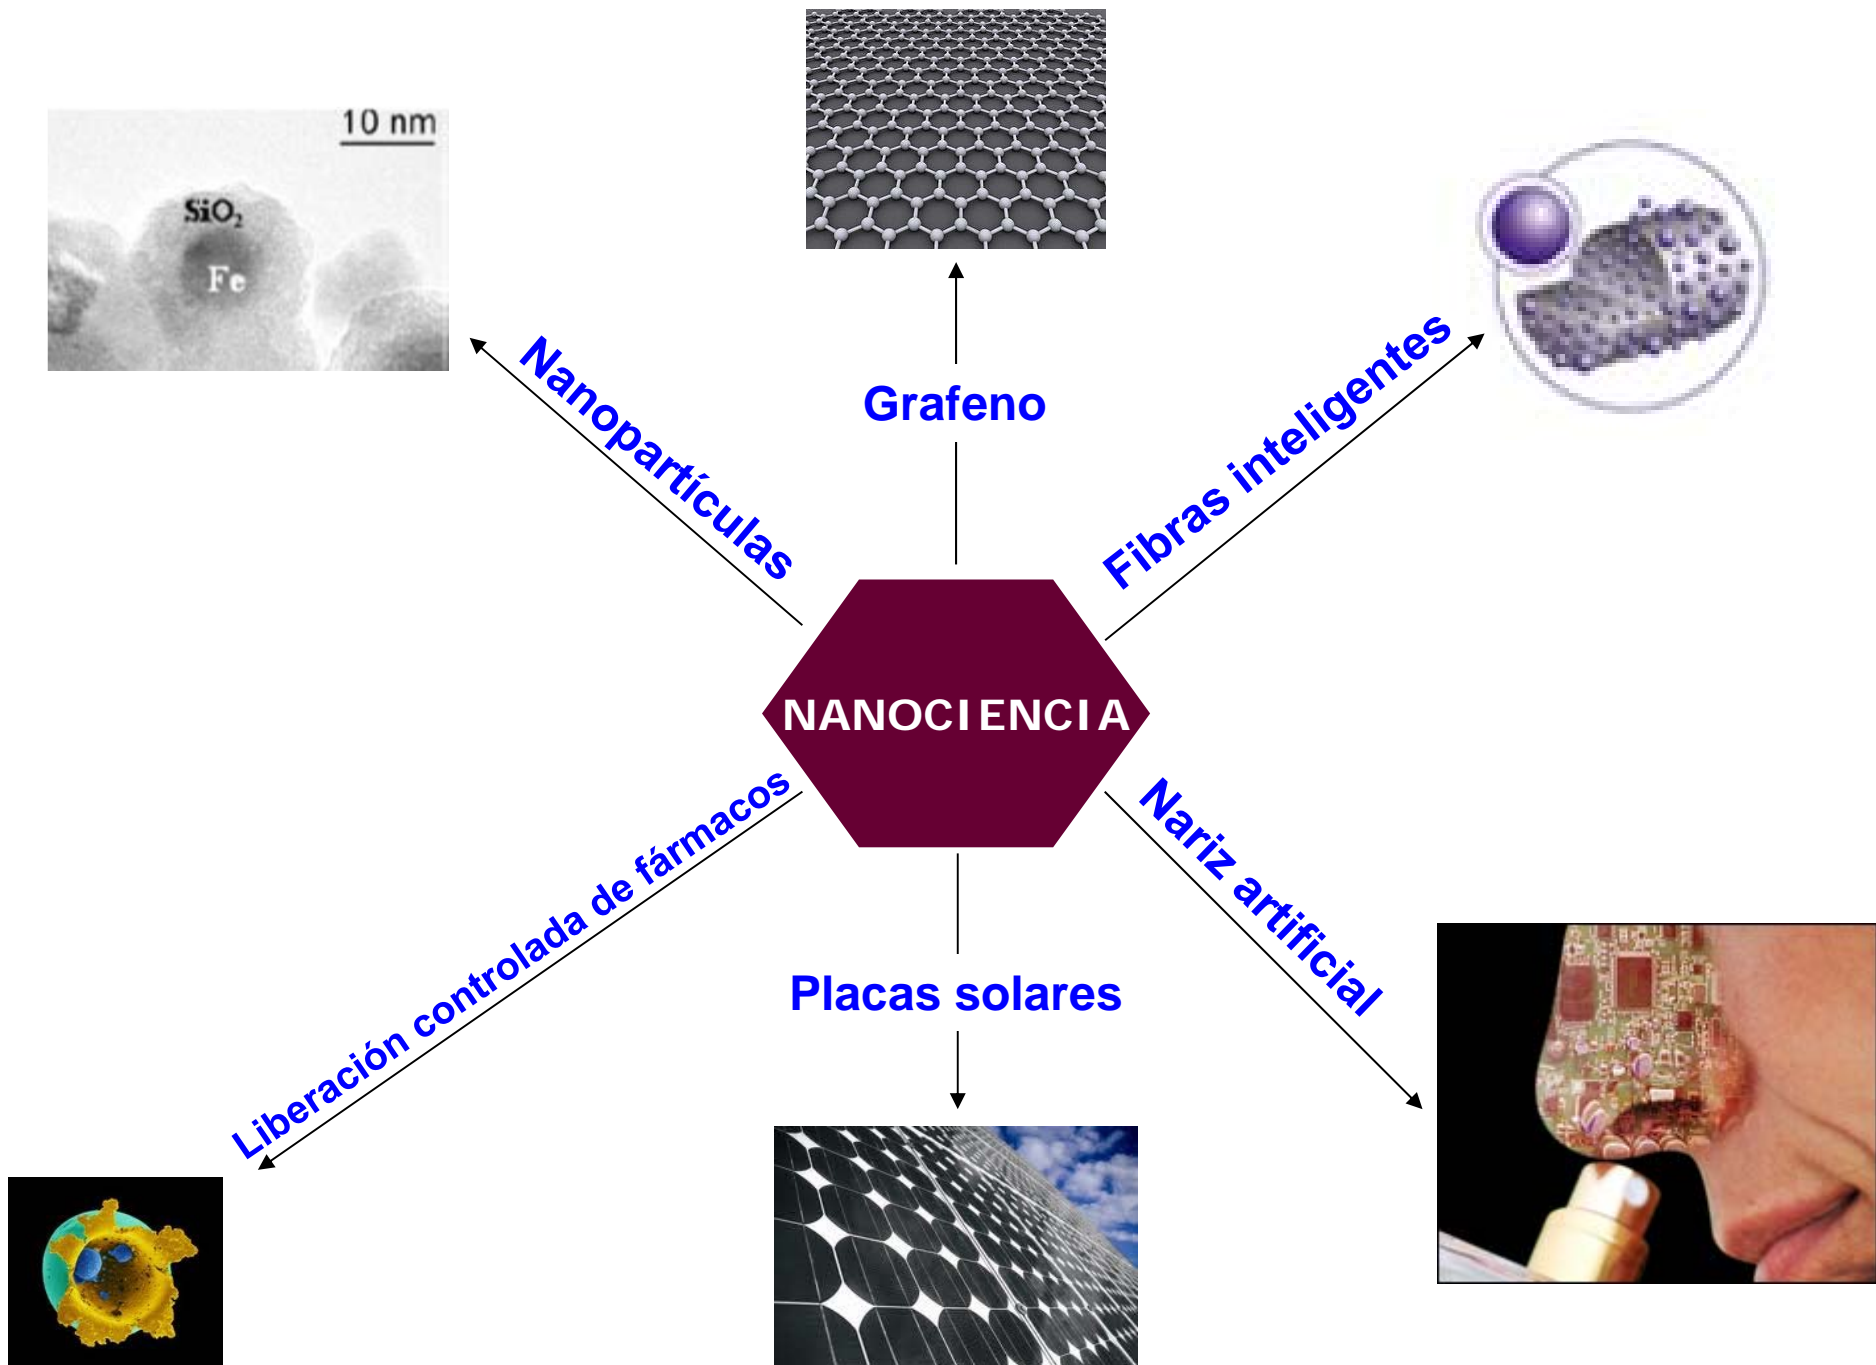 10 nm
SiO₂
Fe
Nanopartículas
Grafeno
Fibras inteligentes
NANOCIENCIA
Liberación controlada de fármacos
Placas solares
Nariz artificial